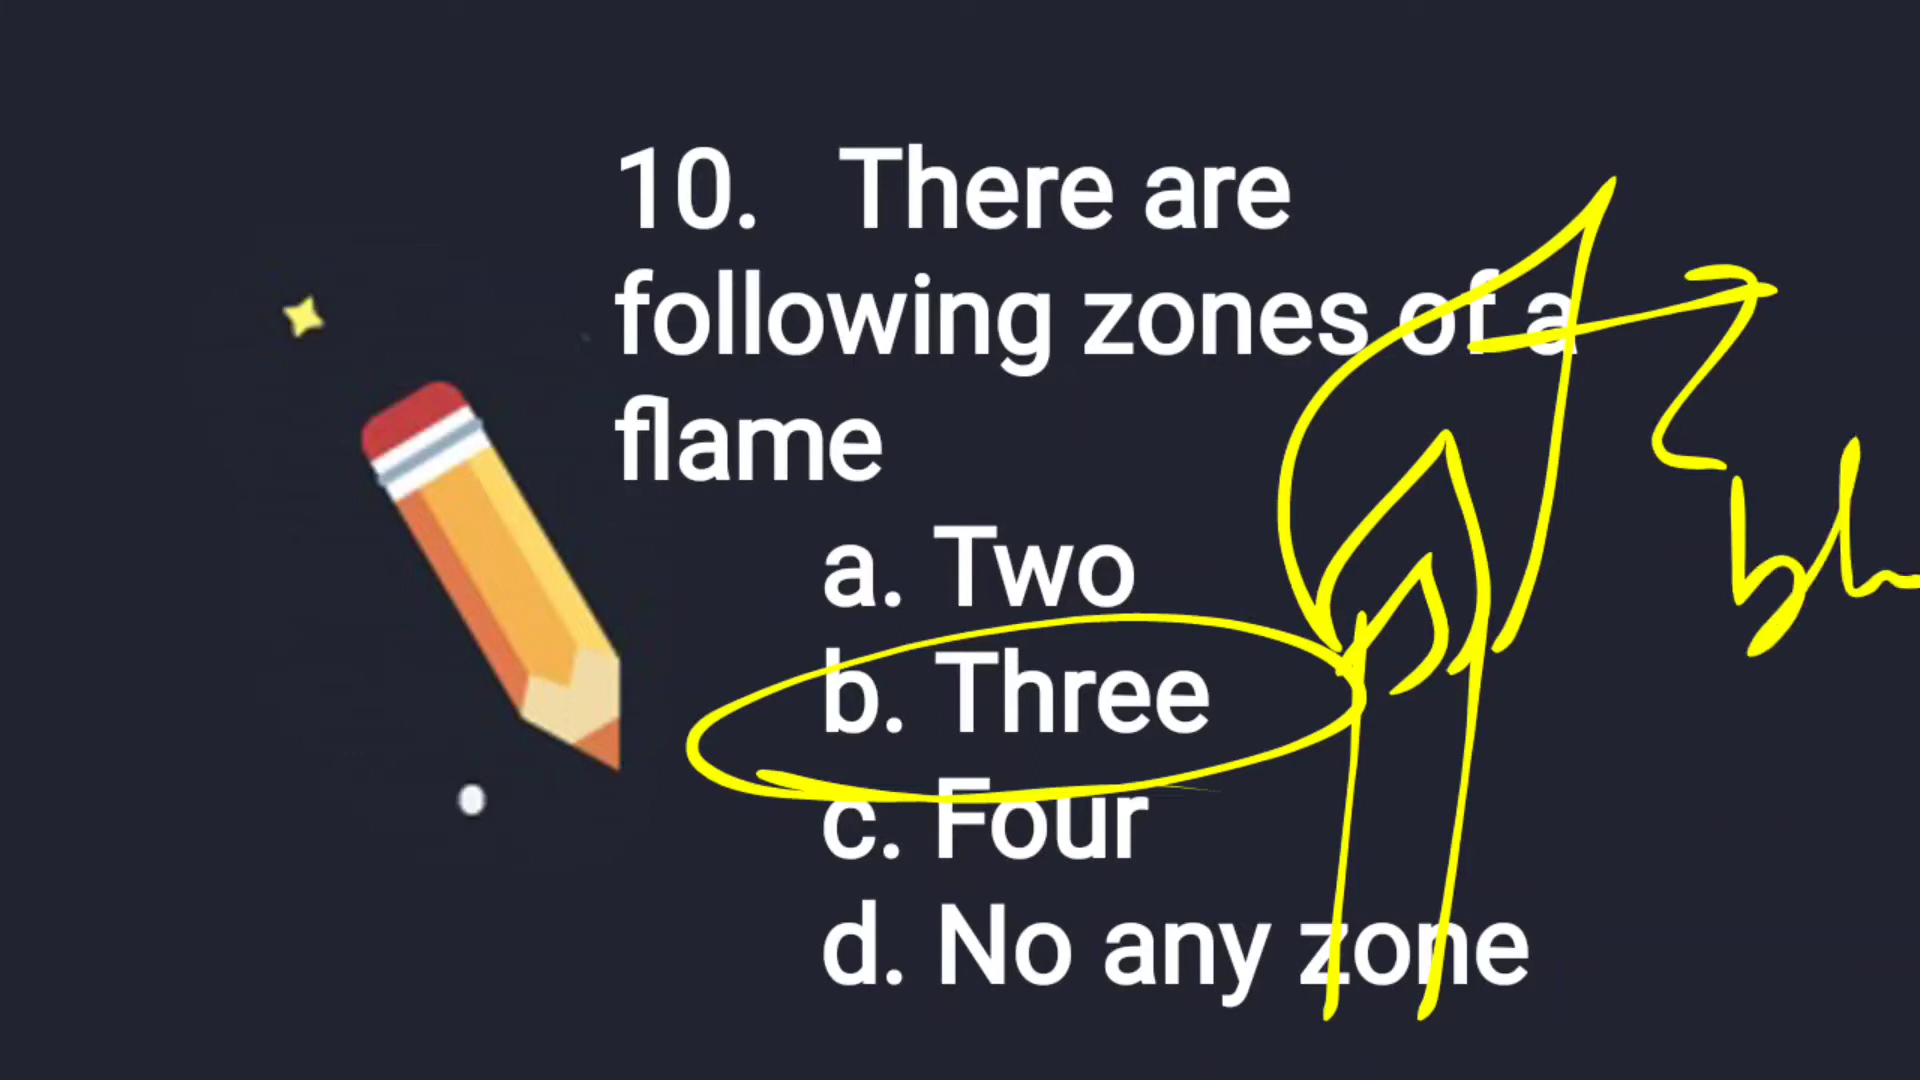 10. There are
following zones of a
flame
a. Two
b. Three
c. Four
d. No any zone